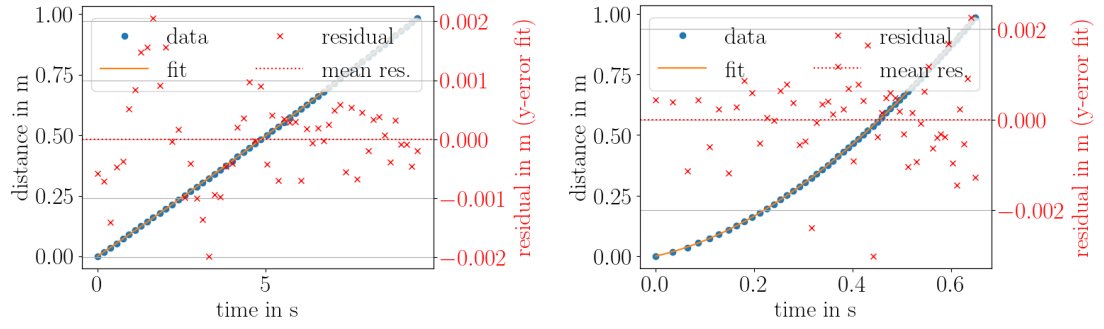 1.00
0.75
0.50
0.25
0.00
distance in m
data
fit
residual
mean res.
0.002
0.001
0.000
−0.001
−0.002
residual in m (y-error fit)
0
5
time in s
1.00
0.75
0.50
0.25
0.00
distance in m
data
fit
residual
mean res.
0.002
0.000
−0.002
residual in m (y-error fit)
0.0
0.2
0.4
0.6
time in s